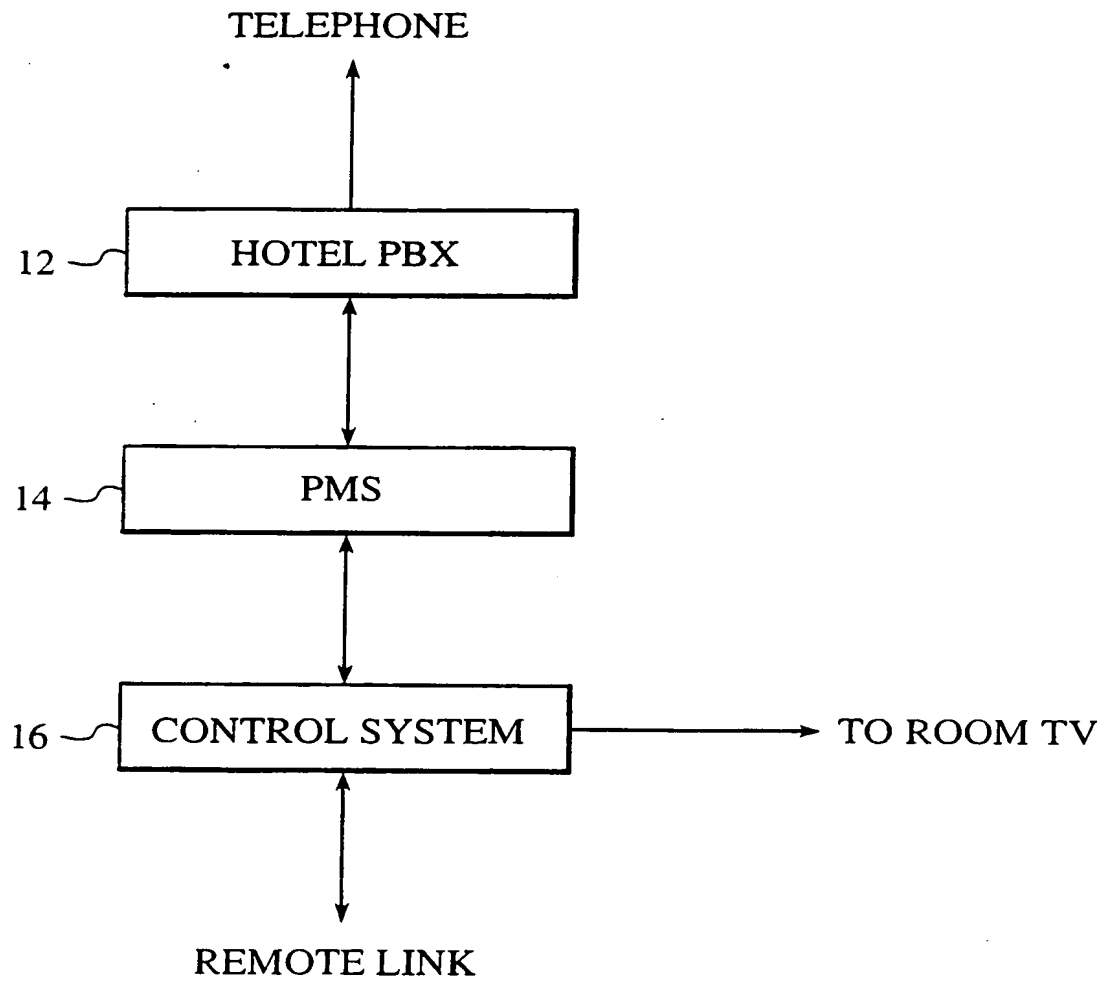 TELEPHONE
12 HOTEL PBX
14 PMS
16 CONTROL SYSTEM TO ROOM TV
REMOTE LINK